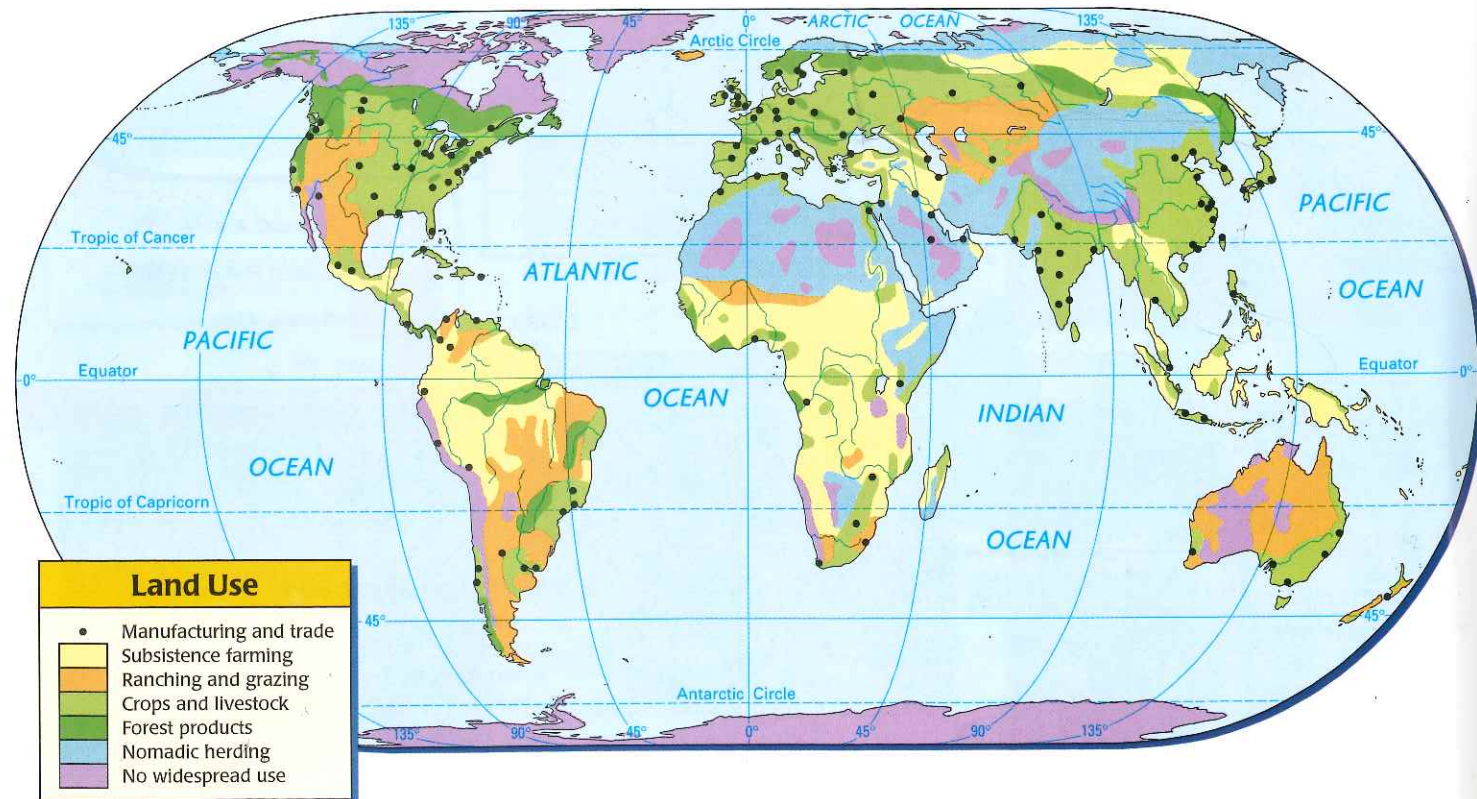 135° 90° 45° 0° ARCTIC OCEAN 135°
Arctic Circle
45° 45°
PACIFIC
Tropic of Cancer
ATLANTIC
OCEAN
PACIFIC
Equator Equator
0° 0°
OCEAN
INDIAN
OCEAN
Tropic of Capricorn
OCEAN
45° 45°
Antarctic Circle
135° 90° 45° 0° 45° 90° 135°
Land Use
Manufacturing and trade
Subsistence farming
Ranching and grazing
Crops and livestock
Forest products
Nomadic herding
No widespread use